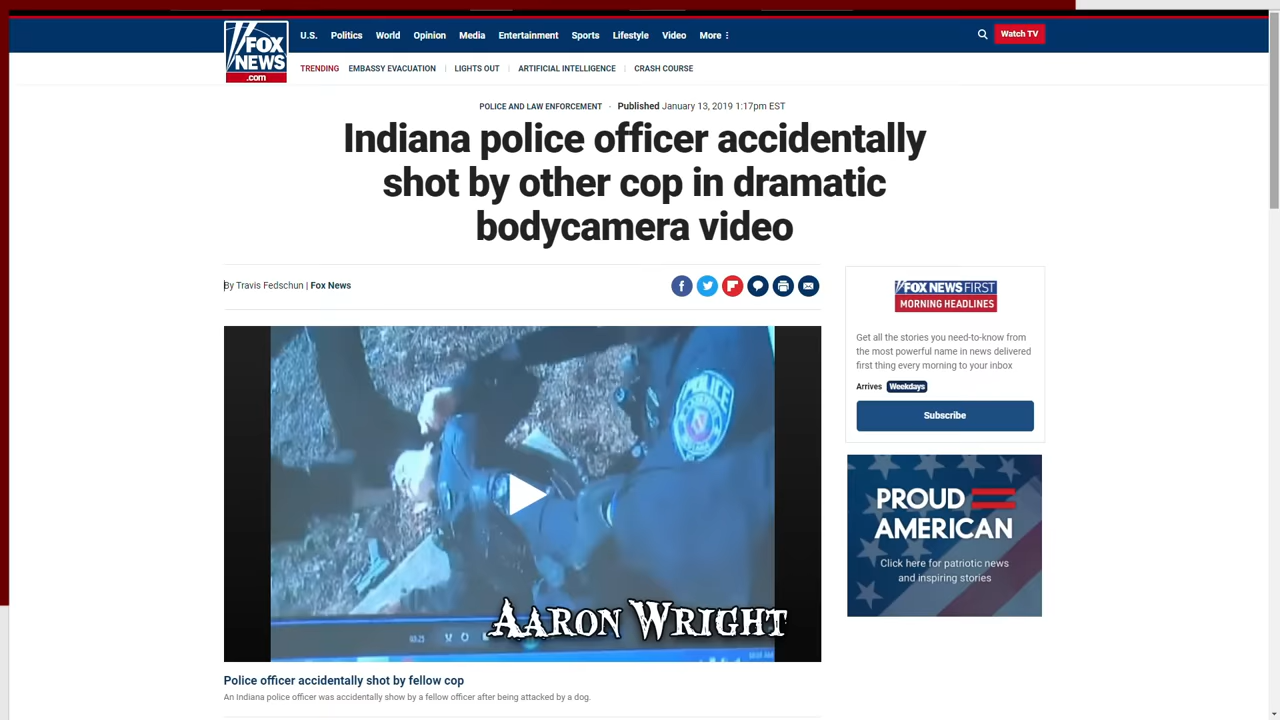 FOX
NEWS
.com
U.S. Politics World Opinion Media Entertainment Sports Lifestyle Video More
Watch TV
TRENDING EMBASSY EVACUATION | LIGHTS OUT | ARTIFICIAL INTELLIGENCE | CRASH COURSE
POLICE AND LAW ENFORCEMENT · Published January 13, 2019 1:17pm EST
Indiana police officer accidentally
shot by other cop in dramatic
bodycamera video
By Travis Fedschun | Fox News
FOX NEWS FIRST
MORNING HEADLINES
Get all the stories you need-to-know from
the most powerful name in news delivered
first thing every morning to your inbox
Arrives Weekdays
Subscribe
POLICE
AARON WRIGHT
PROUD
AMERICAN
Click here for patriotic news
and inspiring stories
Police officer accidentally shot by fellow cop
An Indiana police officer was accidentally show by a fellow officer after being attacked by a dog.